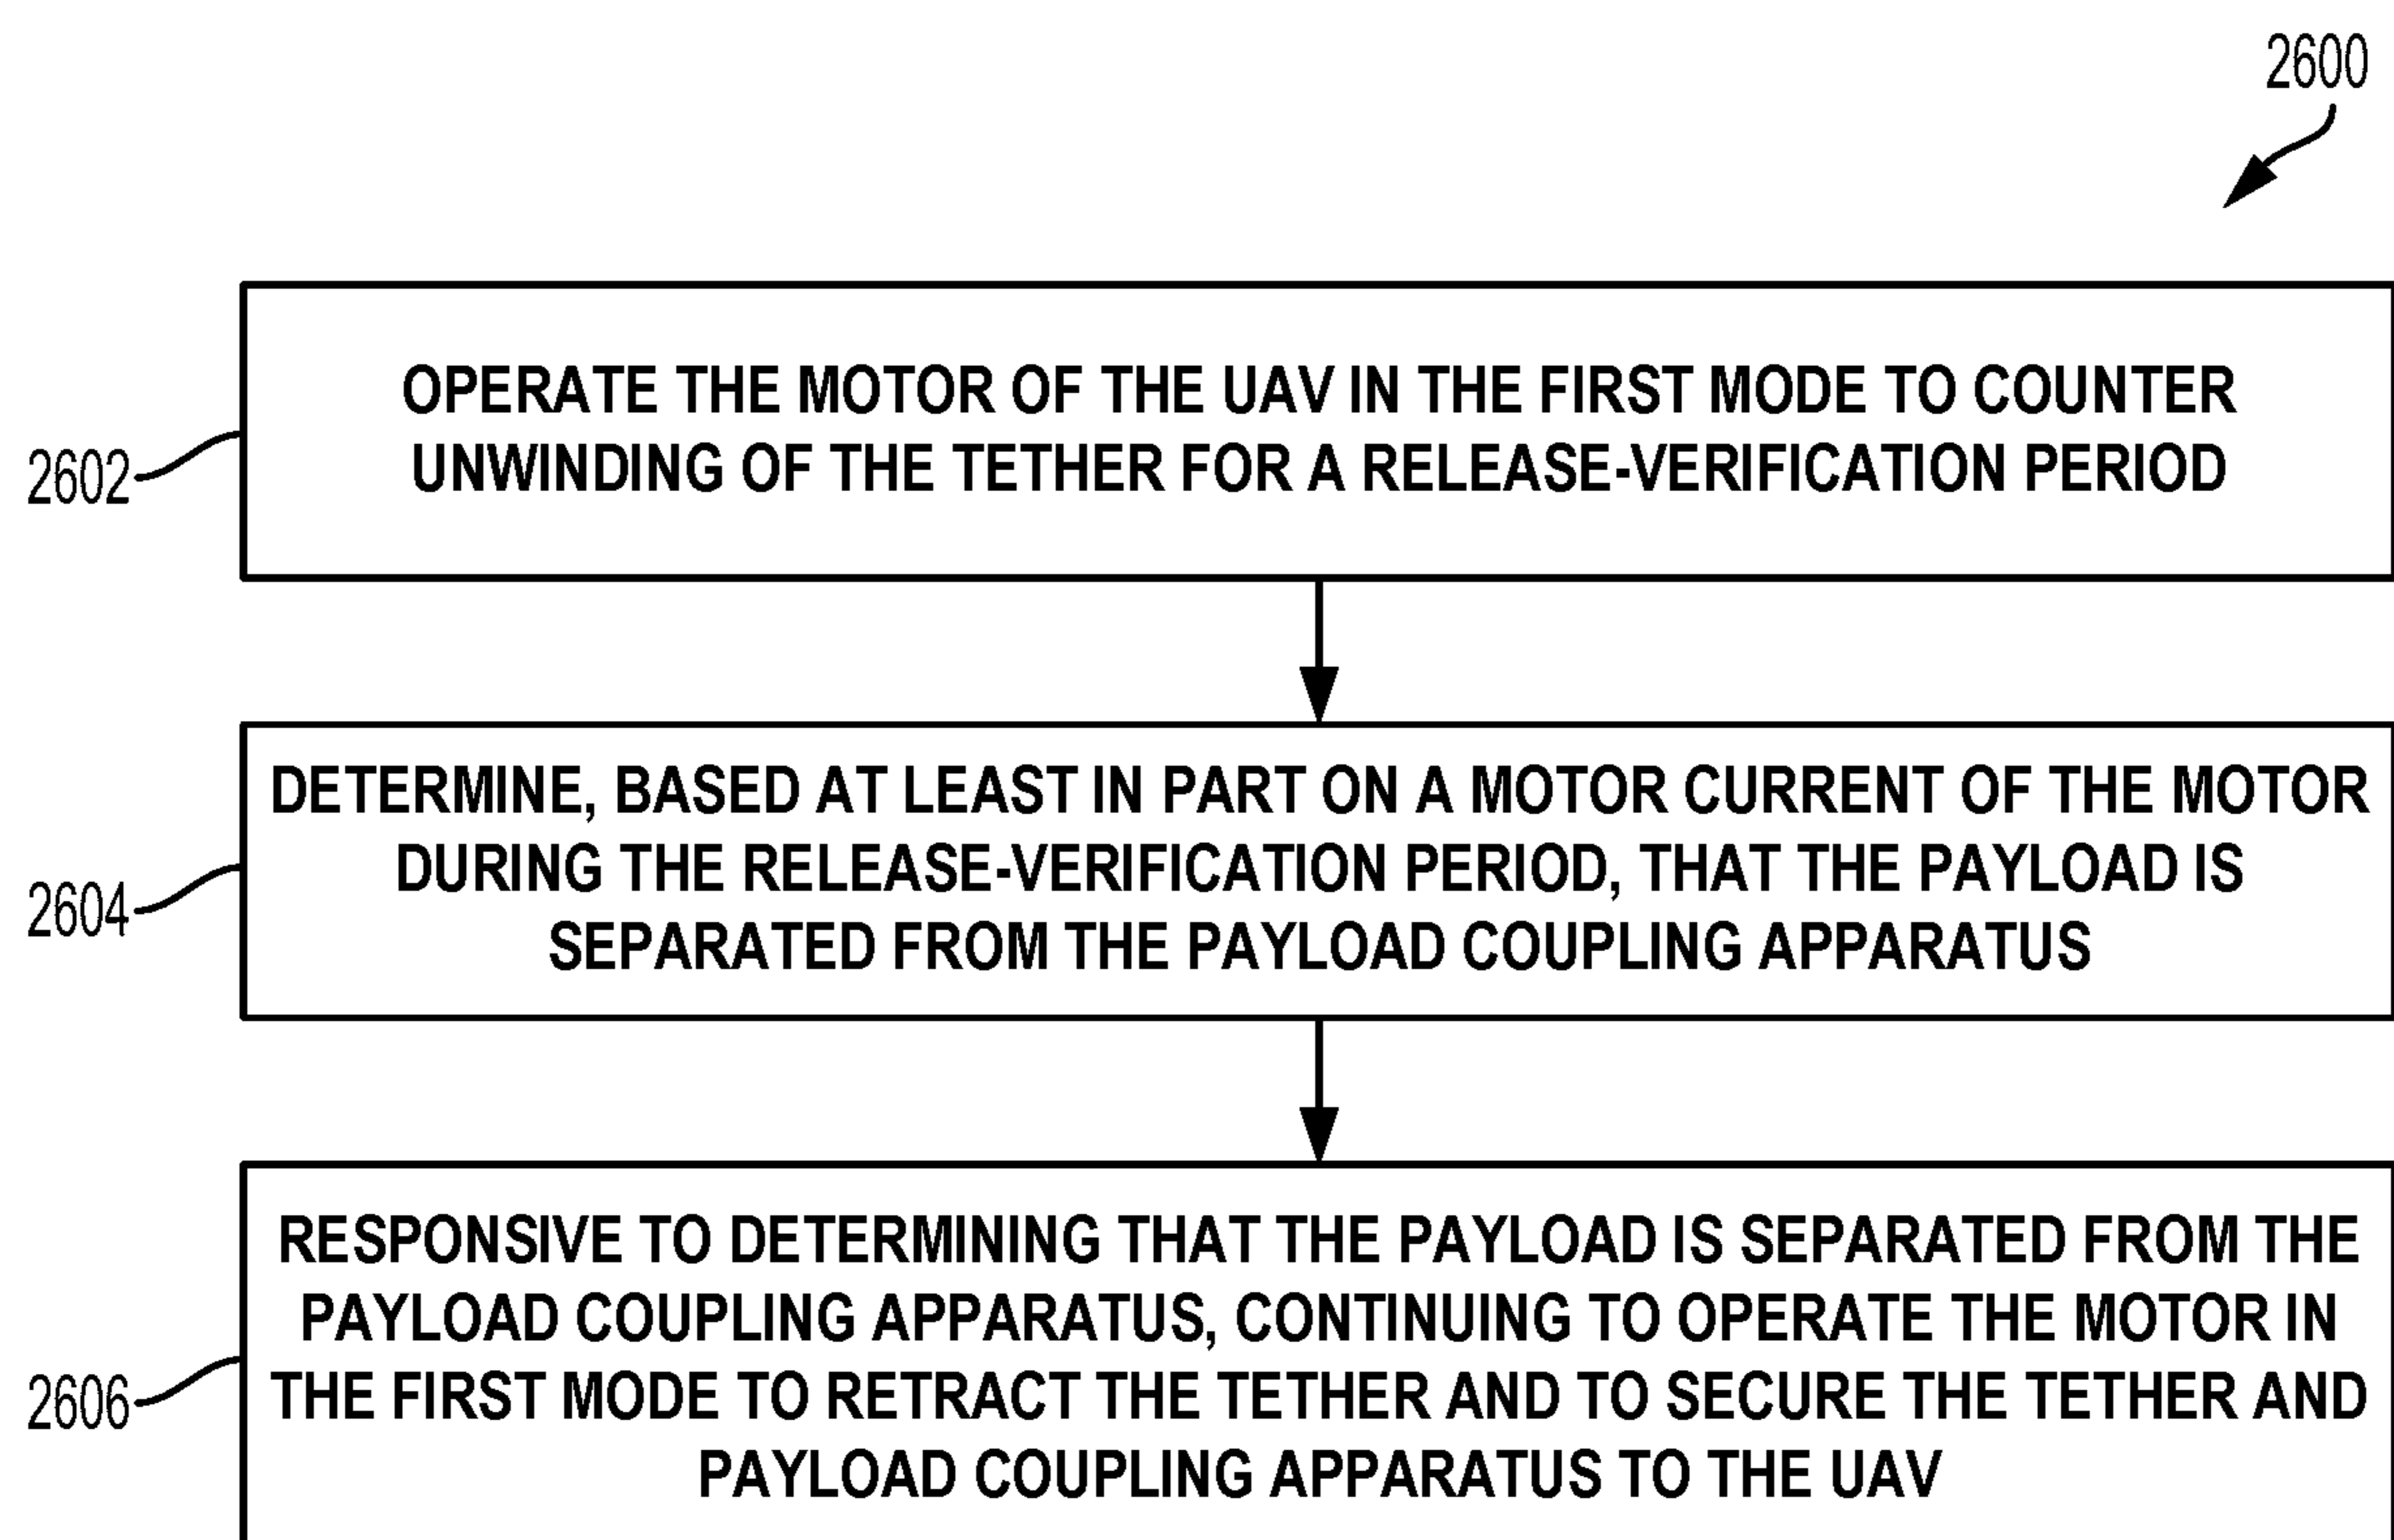 2600
2602
OPERATE THE MOTOR OF THE UAV IN THE FIRST MODE TO COUNTER
UNWINDING OF THE TETHER FOR A RELEASE-VERIFICATION PERIOD
2604
DETERMINE, BASED AT LEAST IN PART ON A MOTOR CURRENT OF THE MOTOR
DURING THE RELEASE-VERIFICATION PERIOD, THAT THE PAYLOAD IS
SEPARATED FROM THE PAYLOAD COUPLING APPARATUS
2606
RESPONSIVE TO DETERMINING THAT THE PAYLOAD IS SEPARATED FROM THE
PAYLOAD COUPLING APPARATUS, CONTINUING TO OPERATE THE MOTOR IN
THE FIRST MODE TO RETRACT THE TETHER AND TO SECURE THE TETHER AND
PAYLOAD COUPLING APPARATUS TO THE UAV